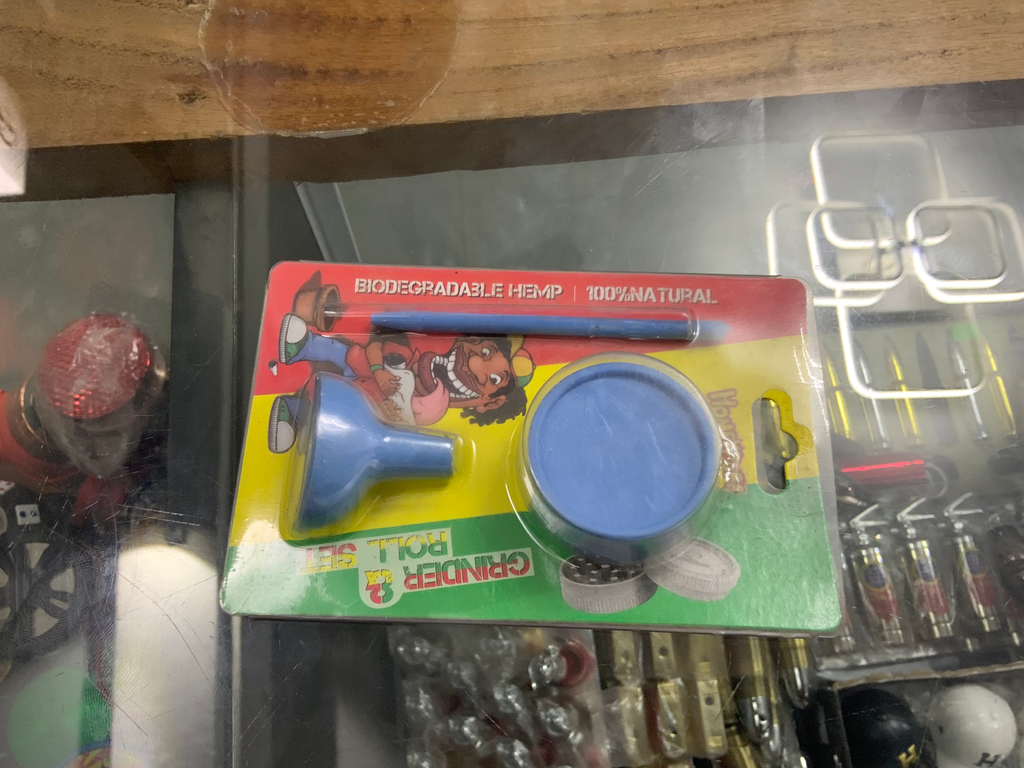 BIODEGRADABLE HEMP | 100%NATURAL
GRINDER
&
ROLL SET
H